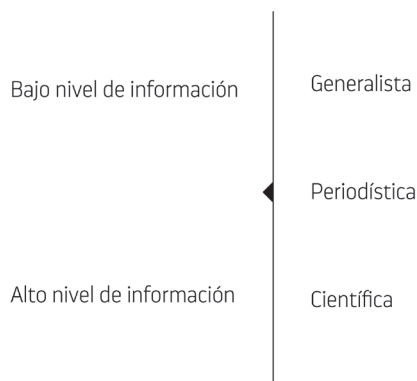 Bajo nivel de información
Generalista
Periodística
Alto nivel de información
Científica